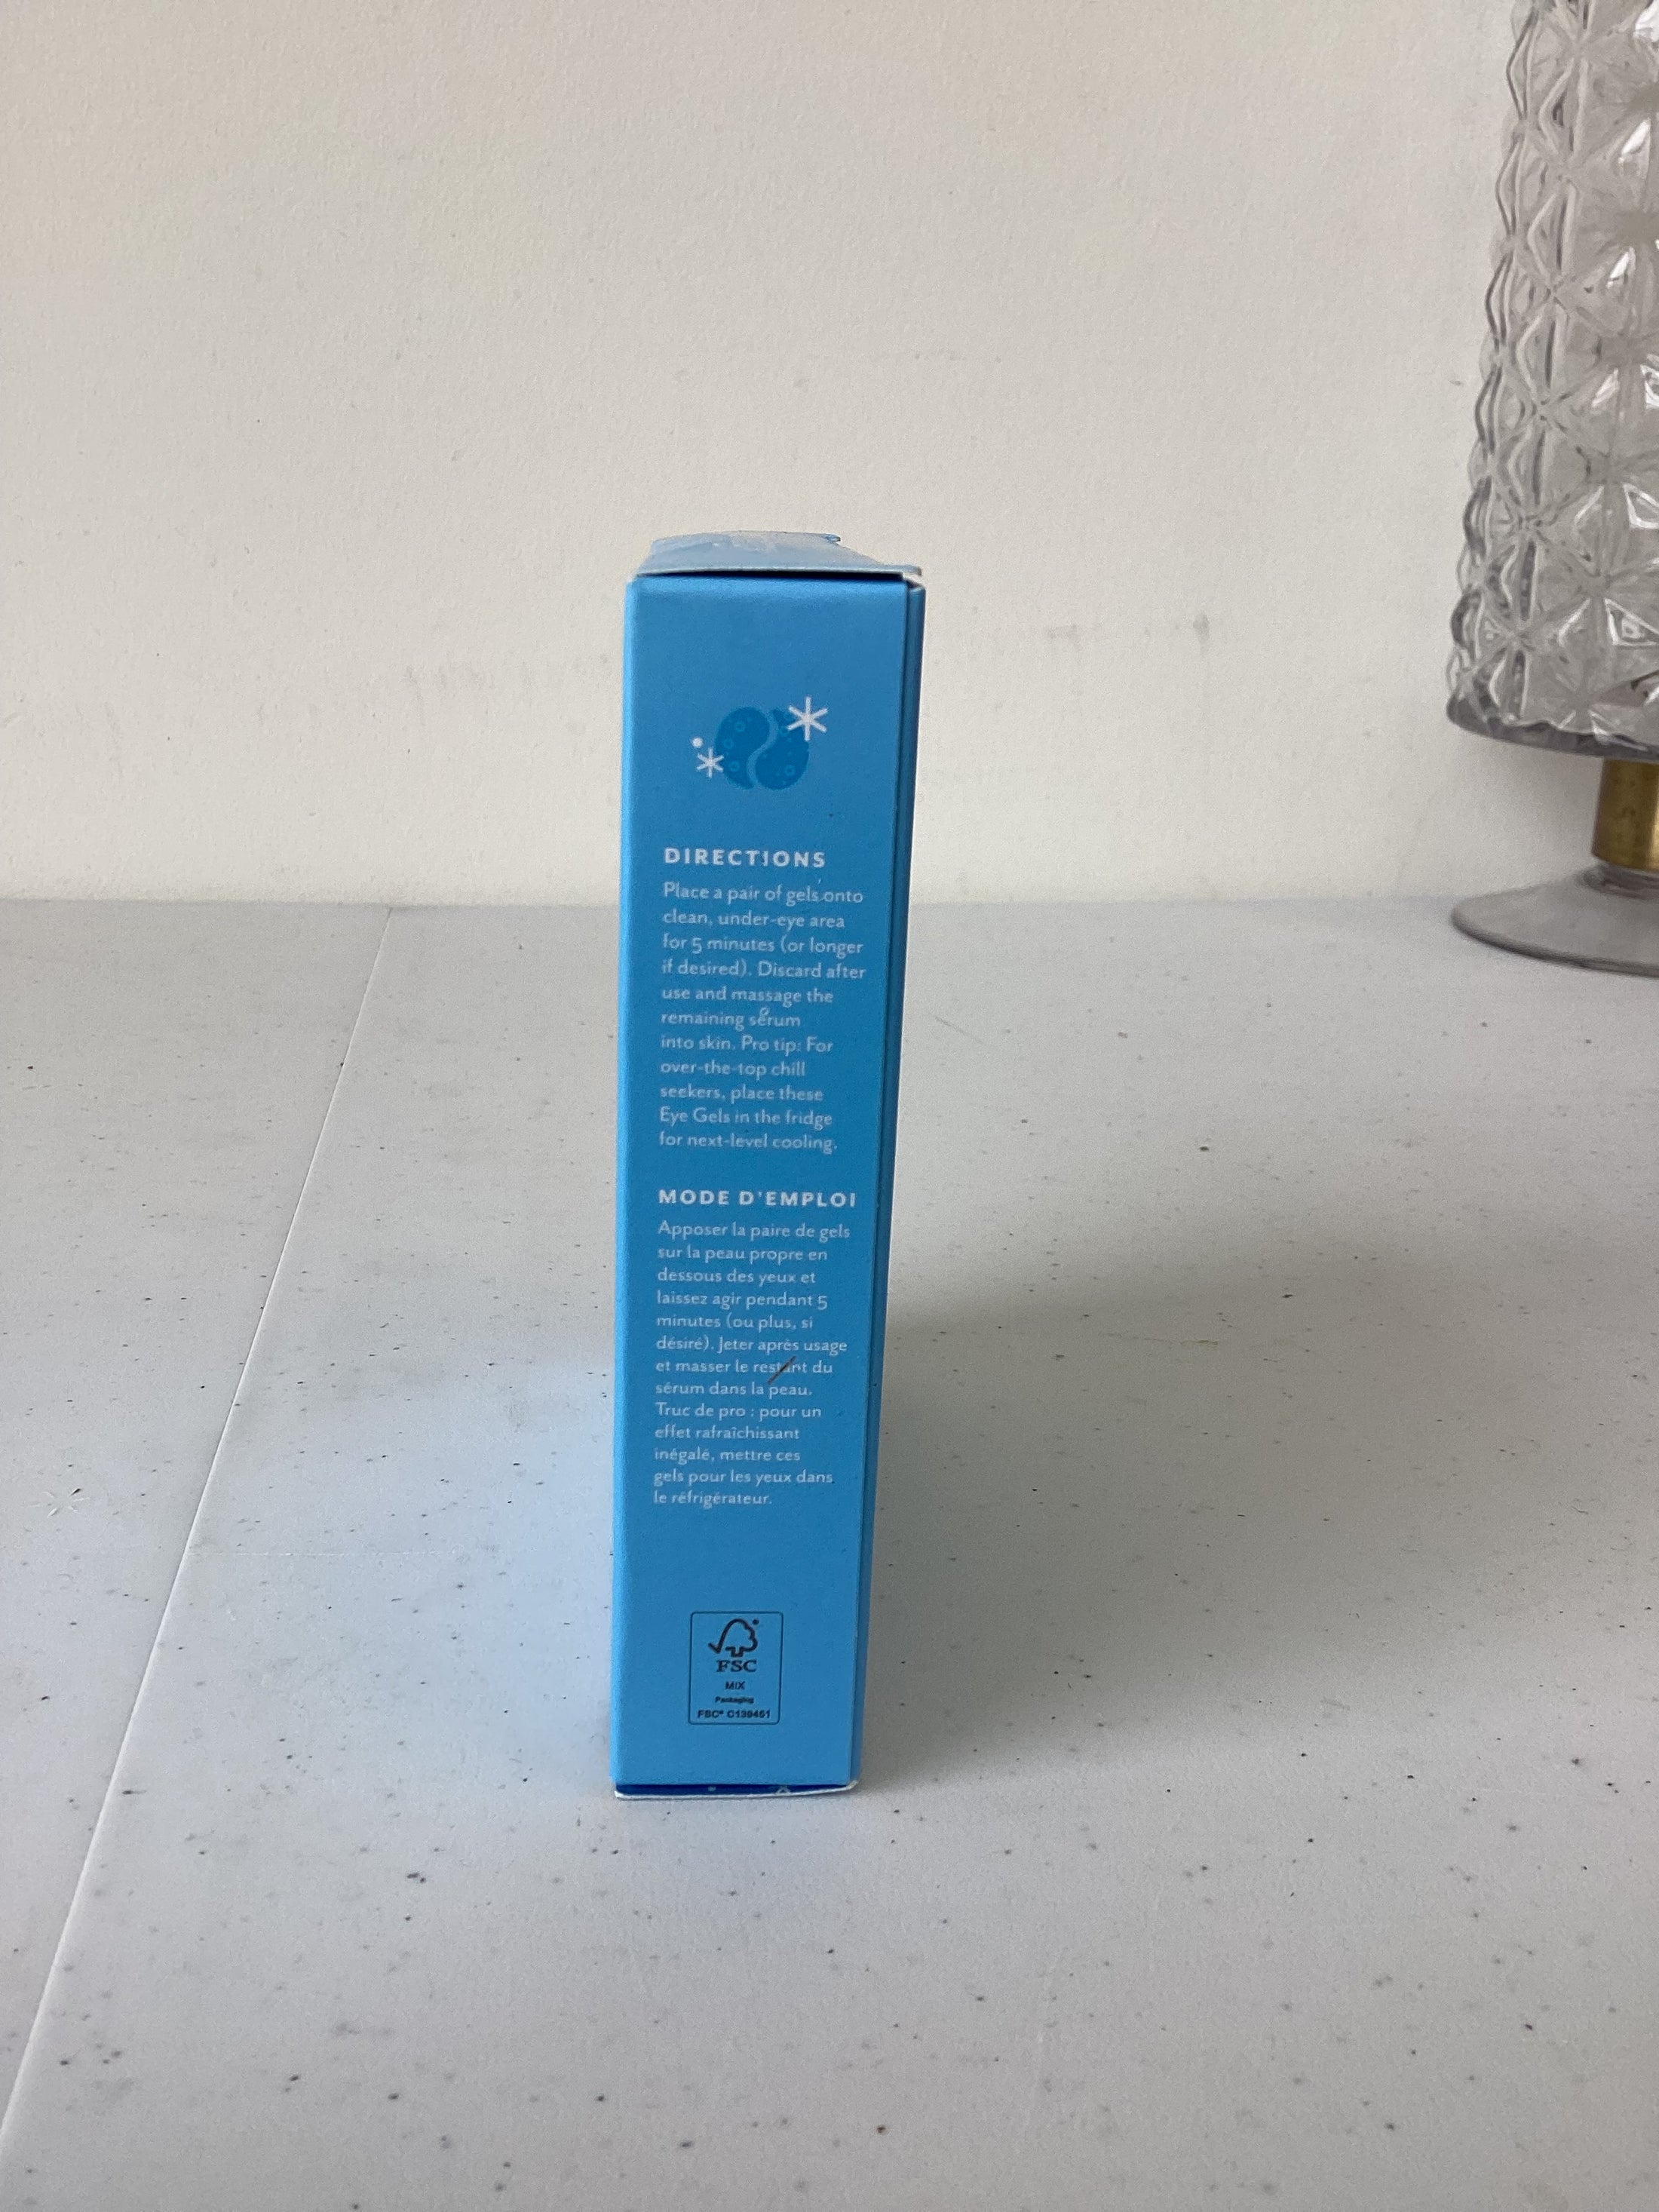 DIRECTIONS
Place a pair of gels onto
clean, under-eye area
for 5 minutes (or longer
if desired). Discard after
use and massage the
remaining serum
into skin. Pro tip: For
over-the-top chill
seekers, place these
Eye Gels in the fridge
for next-level cooling.
MODE D'EMPLOI
Apposer la paire de gels
sur la peau propre en
dessous des yeux et
laissez agir pendant 5
minutes (ou plus, si
désiré). Jeter après usage
et masser le restant du
sérum dans la peau.
Truc de pro : pour un
effet rafraîchissant
inégalé, mettre ces
gels pour les yeux dans
le réfrigérateur.
FSC
MIX
Packaging
FSC® C139451